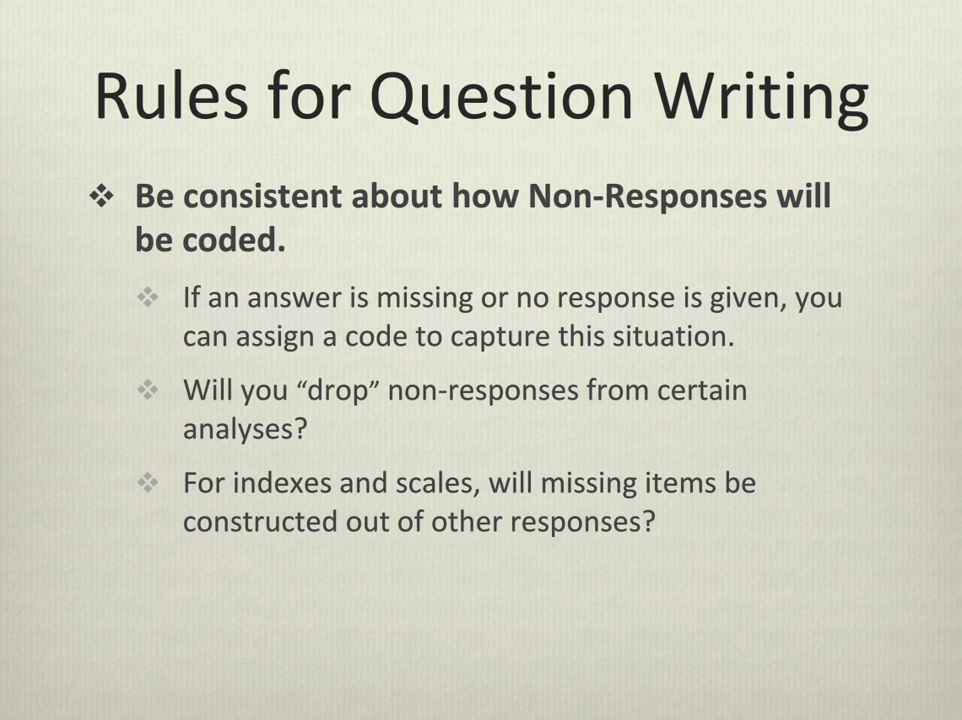 Rules for Question Writing
Be consistent about how Non-Responses will
be coded.
If an answer is missing or no response is given, you
can assign a code to capture this situation.
Will you “drop” non-responses from certain
analyses?
For indexes and scales, will missing items be
constructed out of other responses?